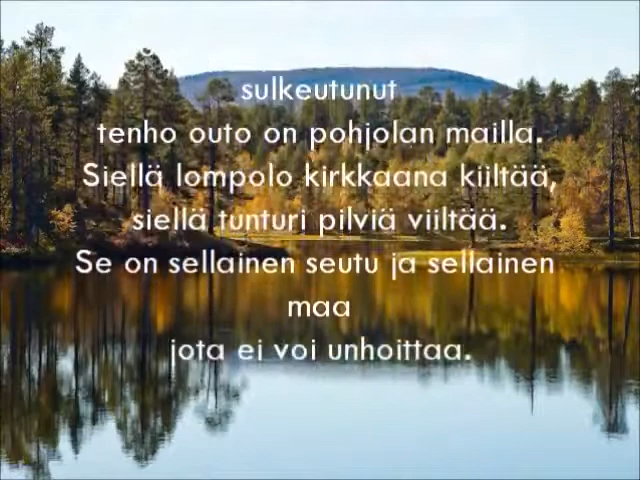 sulkeutunut
tenho outo on pohjolan mailla.
Siellä lompolo kirkkaana kiiltää,
siellä tunturi pilviä viiltää.
Se on sellainen seutu ja sellainen
maa
jota ei voi unhoittaa.